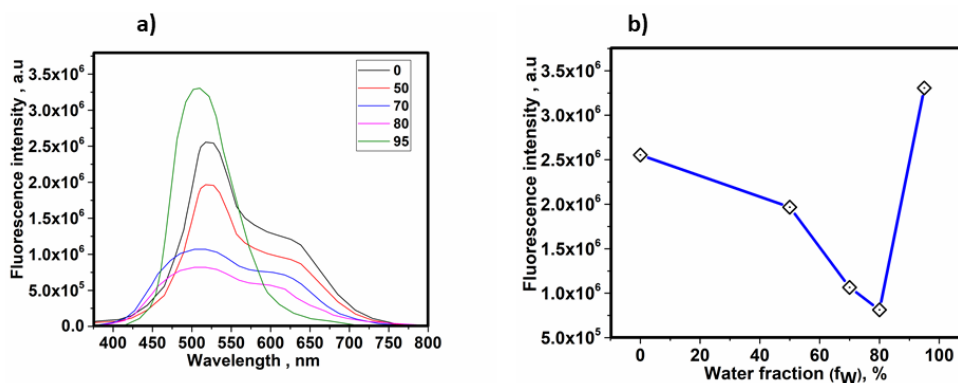 a)
Fluorescence intensity , a.u
3.5x10⁶
3.0x10⁶
2.5x10⁶
2.0x10⁶
1.5x10⁶
1.0x10⁶
5.0x10⁵
0.0
0
50
70
80
95
400 450 500 550 600 650 700 750 800
Wavelength , nm
b)
Fluorescence intensity , a.u
3.5x10⁶
3.0x10⁶
2.5x10⁶
2.0x10⁶
1.5x10⁶
1.0x10⁶
5.0x10⁵
0 20 40 60 80 100
Water fraction (fW), %